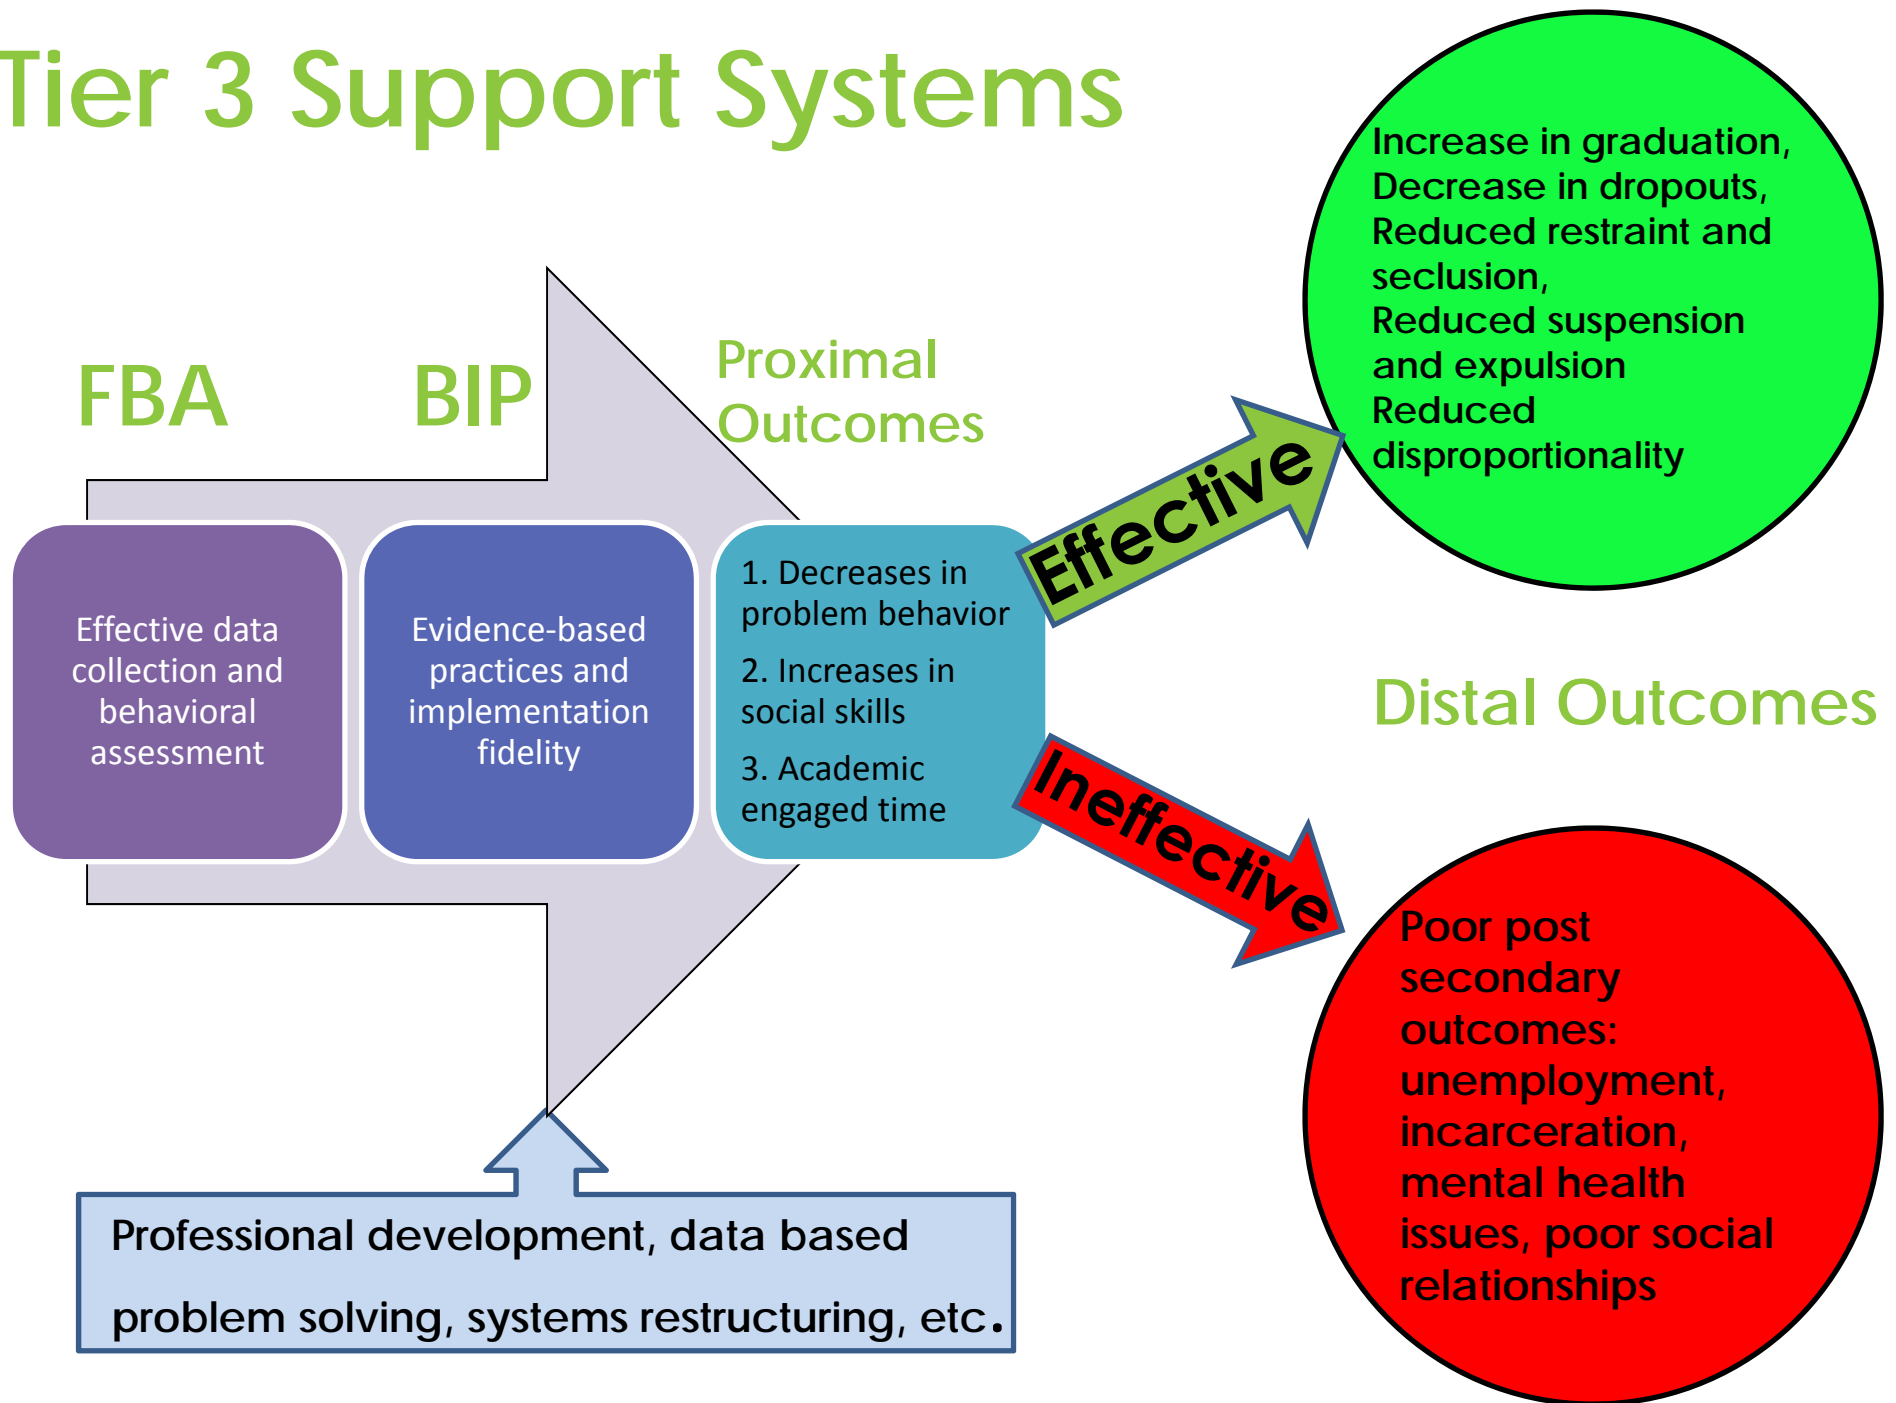 Tier 3 Support Systems
Increase in graduation,
Decrease in dropouts,
Reduced restraint and
seclusion,
Reduced suspension
and expulsion
Reduced
disproportionality
FBA
BIP
Proximal
Outcomes
Effective
Effective data
collection and
behavioral
assessment
Evidence-based
practices and
implementation
fidelity
1. Decreases in
problem behavior
2. Increases in
social skills
3. Academic
engaged time
Distal Outcomes
Ineffective
Poor post
secondary
outcomes:
unemployment,
incarceration,
mental health
issues, poor social
relationships
Professional development, data based
problem solving, systems restructuring, etc.